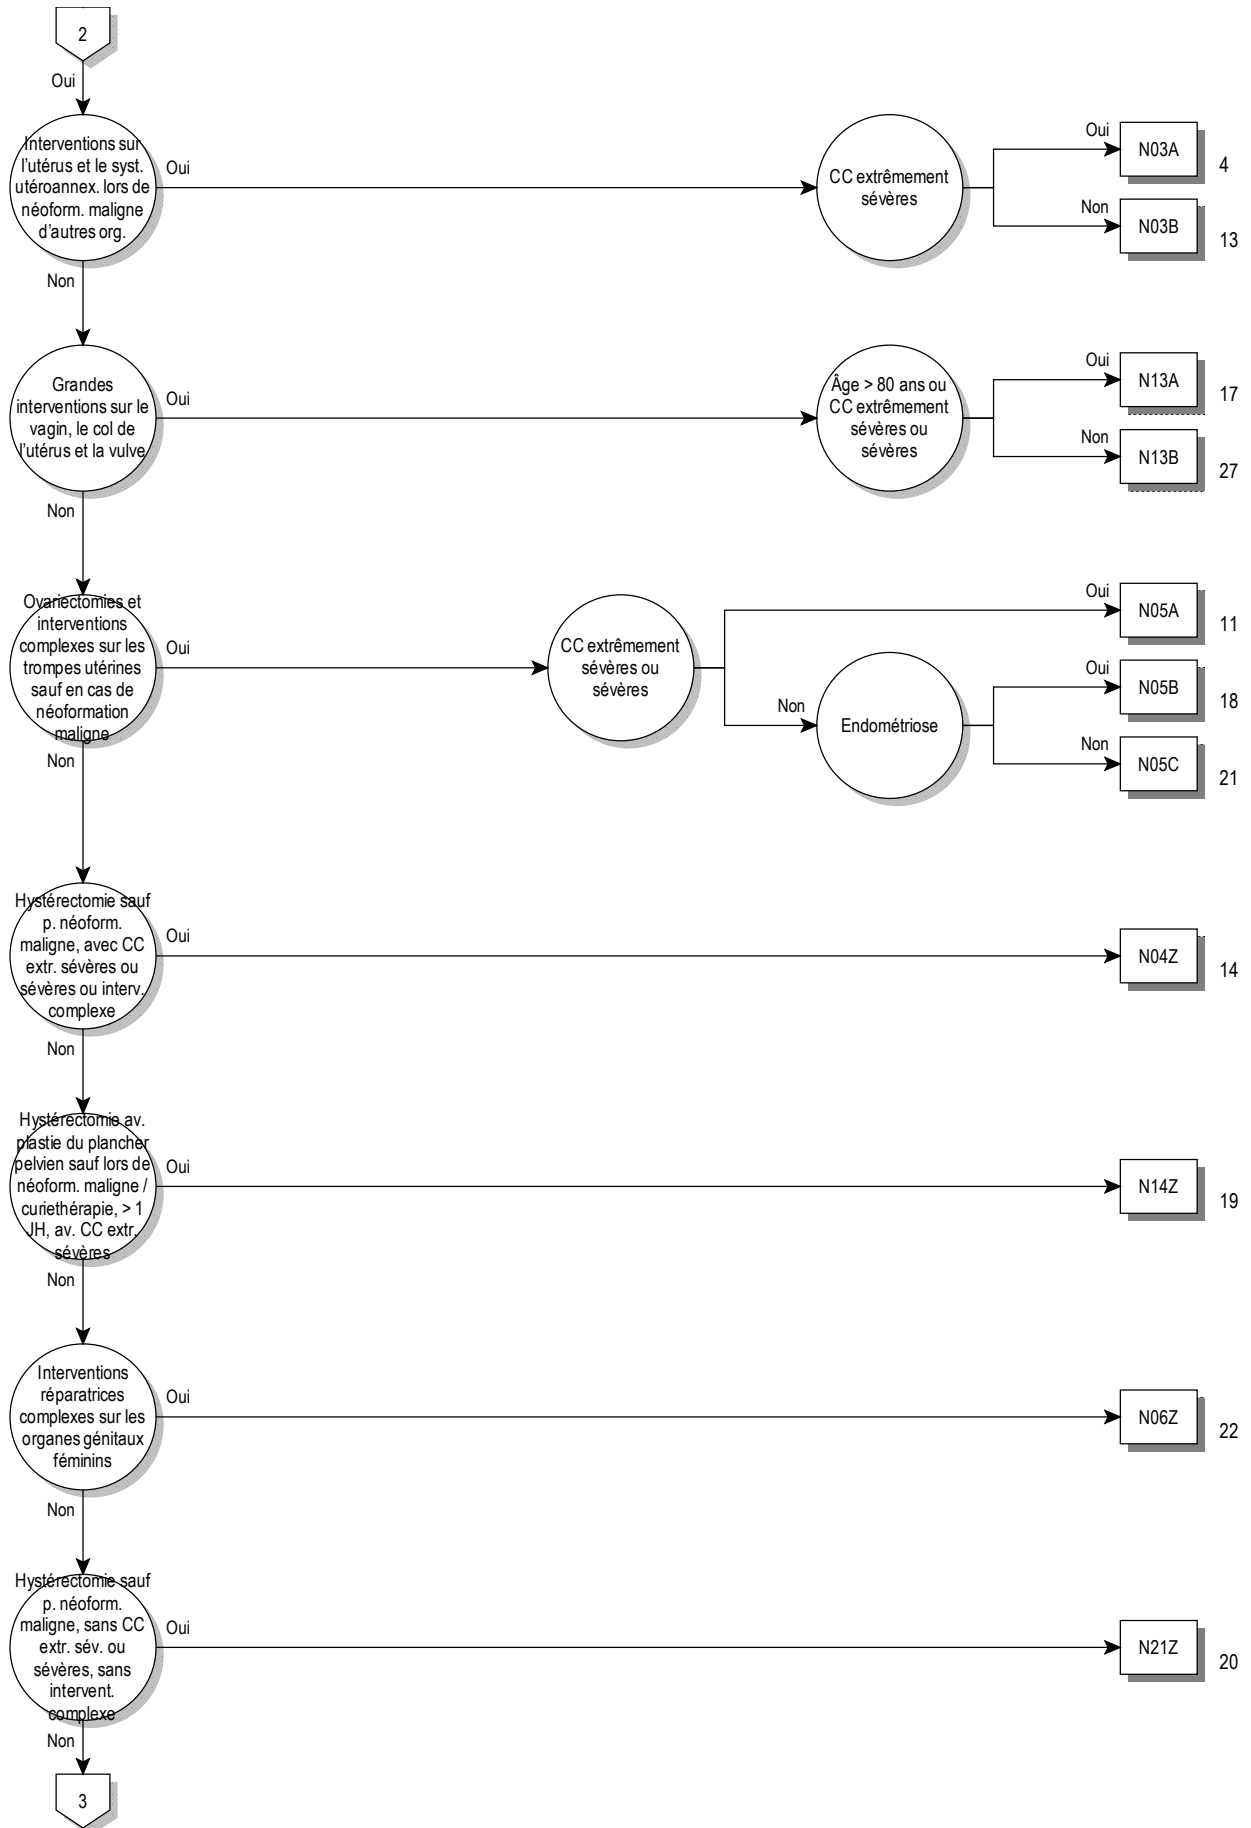 2
Oui
Interventions sur
l'utérus et le syst.
utéroannex. lors de
néoform. maligne
d'autres org.
Oui
CC extrêmement
sévères
Oui
N03A
4
Non
N03B
13
Non
Grandes
interventions sur le
vagin, le col de
l'utérus et la vulve
Oui
Âge > 80 ans ou
CC extrêmement
sévères ou
sévères
Oui
N13A
17
Non
N13B
27
Non
Ovariectomies et
interventions
complexes sur les
trompes utérines
sauf en cas de
néoformation
maligne
Oui
CC extrêmement
sévères ou
sévères
Oui
N05A
11
Non
Endométriose
Oui
N05B
18
Non
N05C
21
Non
Hystérectomie sauf
p. néoform.
maligne, avec CC
extr. sévères ou
sévères ou interv.
complexe
Oui
N04Z
14
Non
Hystérectomie av.
plastie du plancher
pelvien sauf lors de
néoform. maligne /
curiethérapie, > 1
JH, av. CC extr.
sévères
Oui
N14Z
19
Non
Interventions
réparatrices
complexes sur les
organes génitaux
féminins
Oui
N06Z
22
Non
Hystérectomie sauf
p. néoform.
maligne, sans CC
extr. sév. ou
sévères, sans
intervent.
complexe
Oui
N21Z
20
Non
3